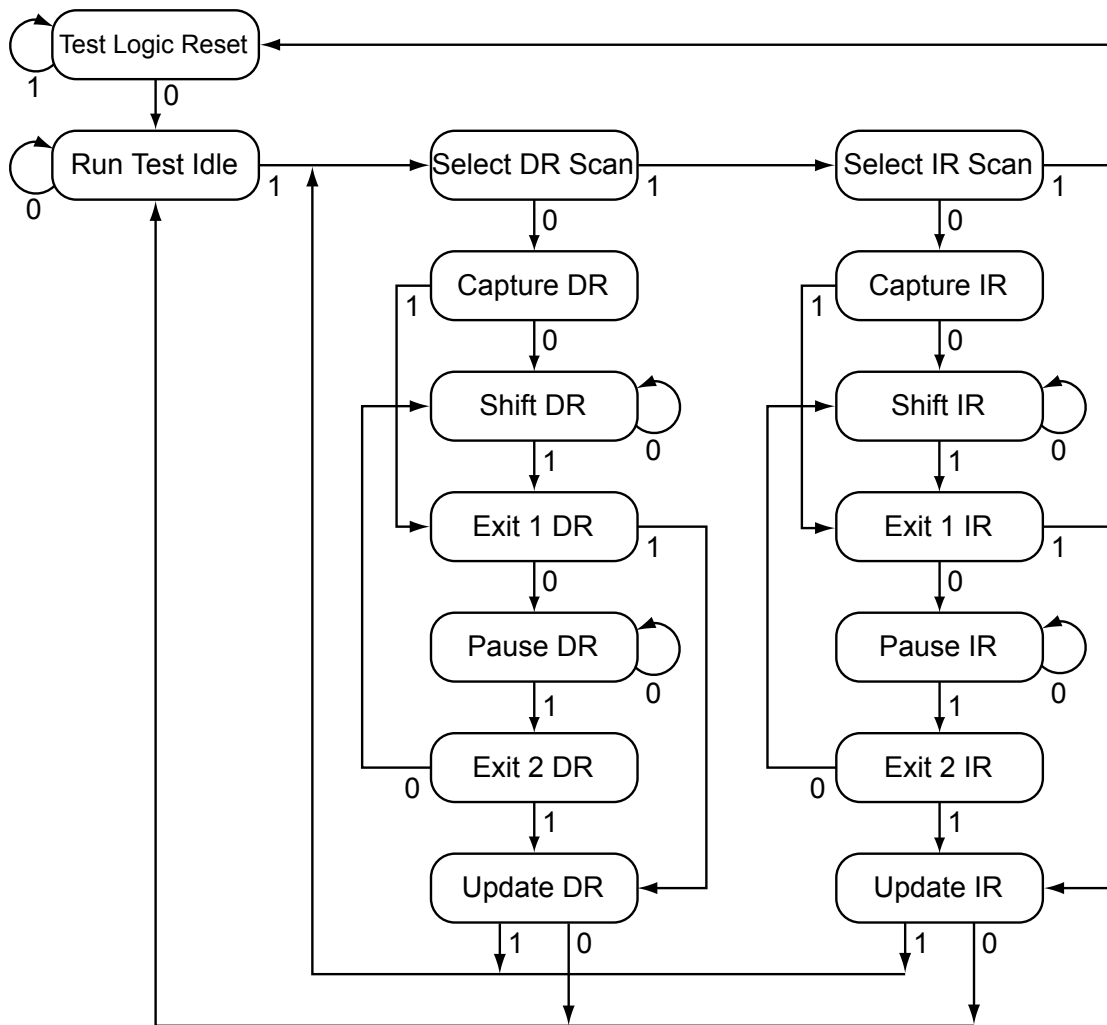 Test Logic Reset
1
0
Run Test Idle
1
0
Select DR Scan
1
0
Select IR Scan
1
0
Capture DR
1
0
Capture IR
1
0
Shift DR
0
1
Shift IR
0
1
Exit 1 DR
1
0
Exit 1 IR
1
0
Pause DR
0
1
Pause IR
0
1
Exit 2 DR
0
1
Exit 2 IR
0
1
Update DR
1
0
Update IR
1
0